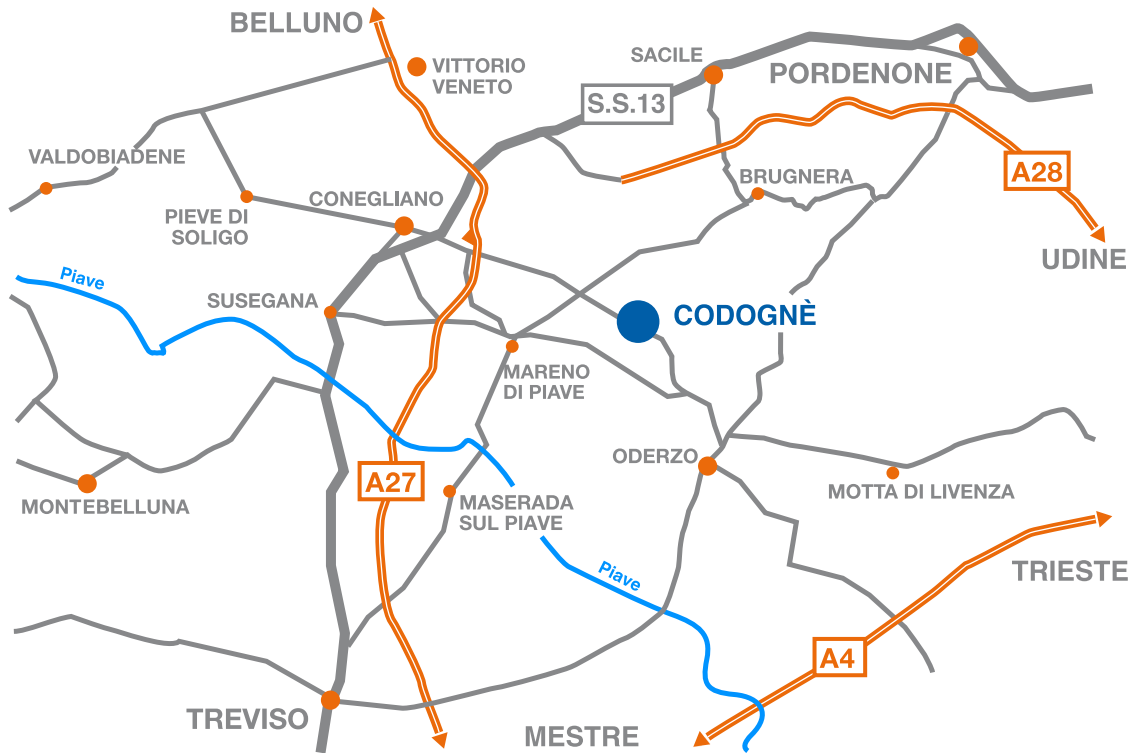 BELLUNO
SACILE
VITTORIO
VENETO
PORDENONE
S.S.13
VALDOBIADENE
A28
BRUGNERA
CONEGLIANO
PIEVE DI
SOLIGO
UDINE
Piave
SUSEGANA
CODOGNÈ
MARENO
DI PIAVE
ODERZO
A27
MOTTA DI LIVENZA
MONTEBELLUNA
MASERADA
SUL PIAVE
Piave
TRIESTE
A4
TREVISO
MESTRE